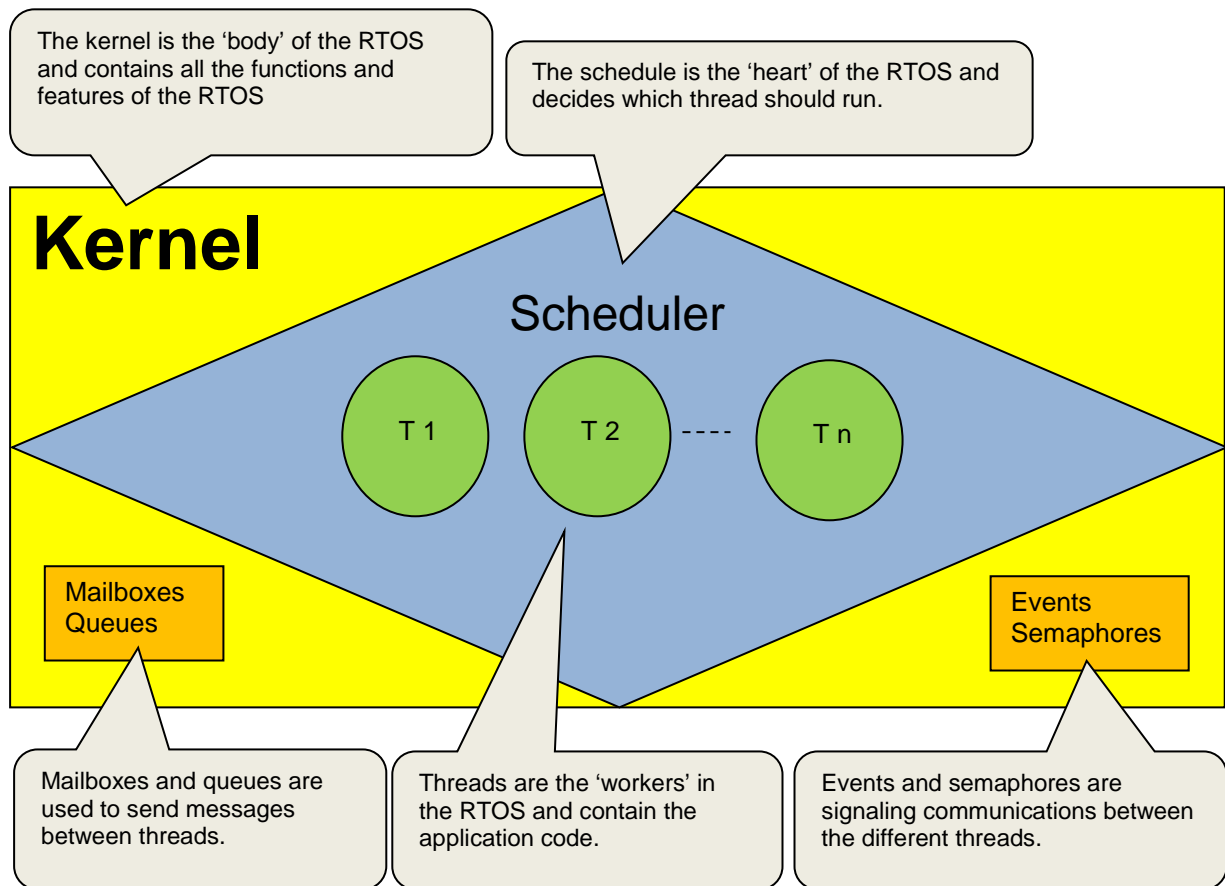 The kernel is the ‘body’ of the RTOS
and contains all the functions and
features of the RTOS
The schedule is the ‘heart’ of the RTOS and
decides which thread should run.
Kernel
Scheduler
T 1
T 2
----
T n
Mailboxes
Queues
Events
Semaphores
Mailboxes and queues are
used to send messages
between threads.
Threads are the ‘workers’ in
the RTOS and contain the
application code.
Events and semaphores are
signaling communications between
the different threads.